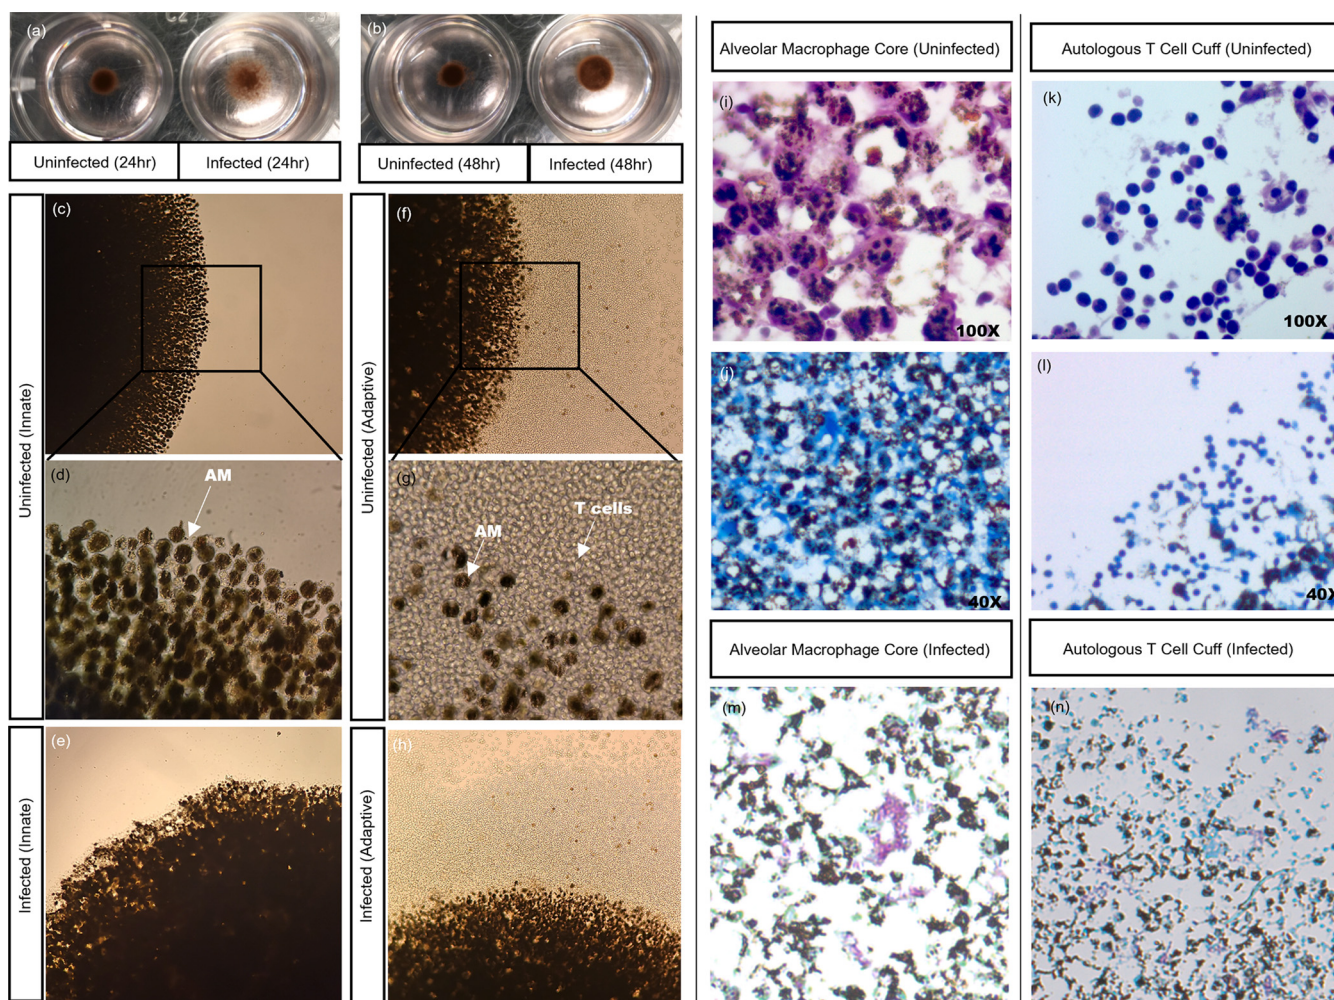 (a)
(b)
Uninfected (24hr)
Infected (24hr)
Uninfected (48hr)
Infected (48hr)
Uninfected (Innate)
(c)
(d)
AM
Infected (Innate)
(e)
Uninfected (Adaptive)
(f)
(g)
AM
T cells
Infected (Adaptive)
(h)
Alveolar Macrophage Core (Uninfected)
(i)
100X
(j)
40X
Autologous T Cell Cuff (Uninfected)
(k)
100X
(l)
40X
Alveolar Macrophage Core (Infected)
(m)
Autologous T Cell Cuff (Infected)
(n)